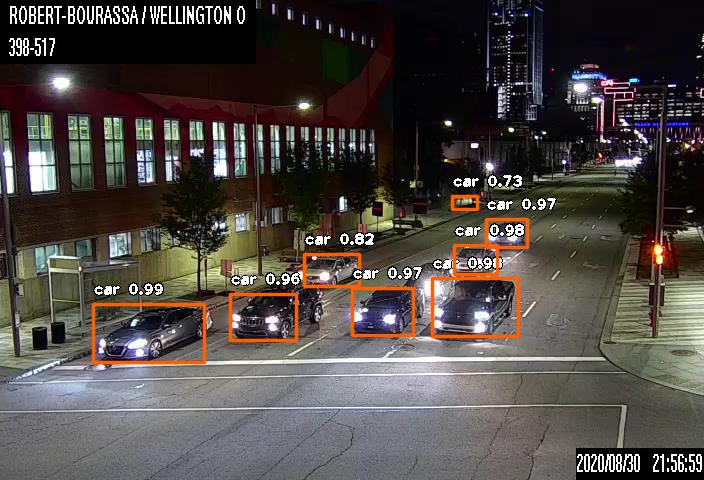 ROBERT-BOURASSA / WELLINGTON O
398-517
car 0.73
car 0.97
car 0.98
car 0.82
car 0.98
car 0.97
car 0.96
car 0.99
2020/08/30 21:56:59